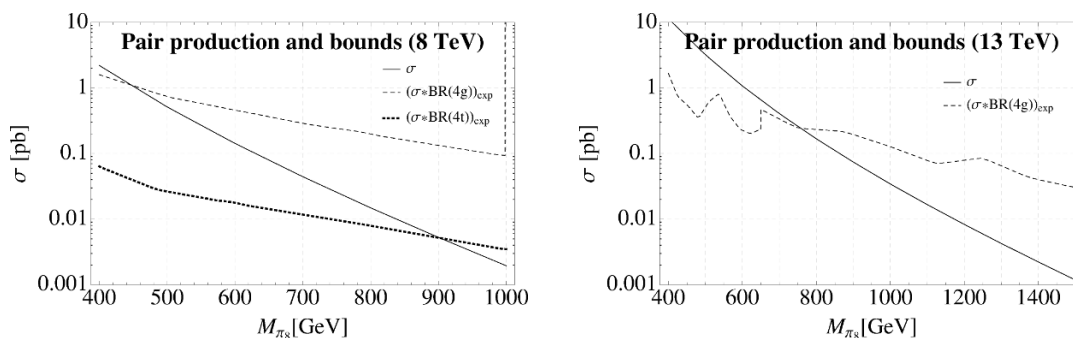 Pair production and bounds (8 TeV)
σ
(σ*BR(4g))exp
(σ*BR(4t))exp
σ [pb]
10
1
0.1
0.01
0.001
400 500 600 700 800 900 1000
Mπ8[GeV]
Pair production and bounds (13 TeV)
σ
(σ*BR(4g))exp
σ [pb]
10
1
0.1
0.01
0.001
400 600 800 1000 1200 1400
Mπ8[GeV]